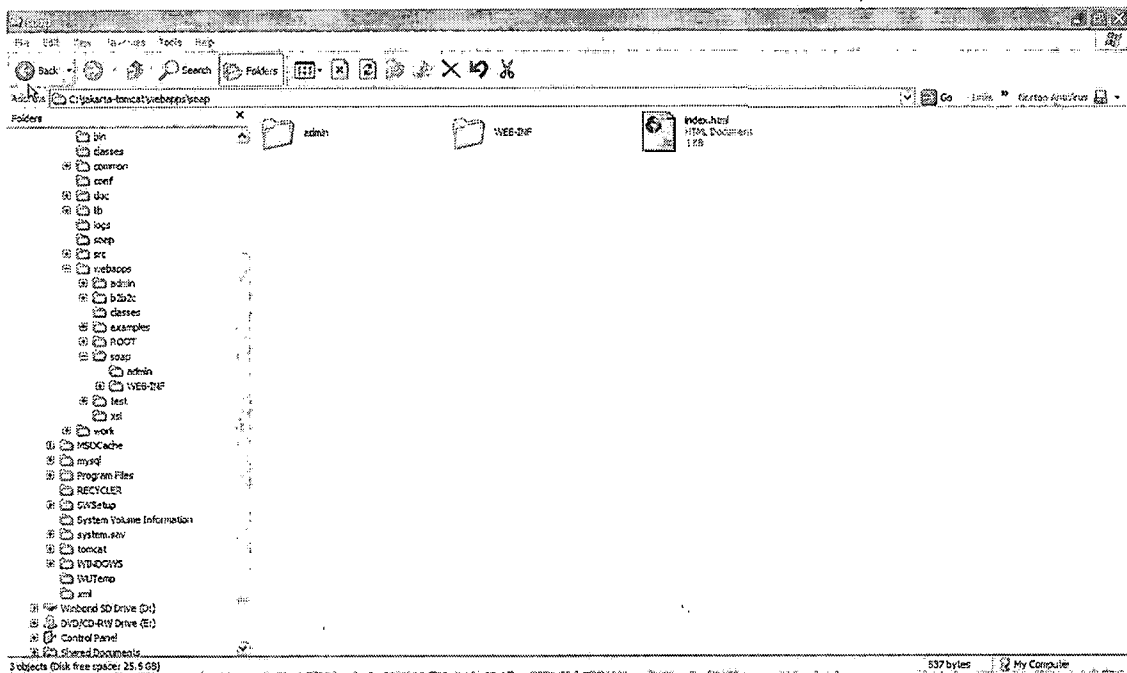 soap
File Edit View Favorites Tools Help
Back Search Folders
Address C:\jakarta-tomcat\webapps\soap Go Links » Norton AntiVirus
Folders
bin
classes
common
conf
doc
lib
logs
soap
src
webapps
admin
b2b2c
classes
examples
ROOT
soap
admin
WEB-INF
test
xsl
work
MSOCache
mysql
Program Files
RECYCLER
SWSetup
System Volume Information
system.sav
tomcat
WINDOWS
WUTemp
xml
Winbond SD Drive (D:)
DVD/CD-RW Drive (E:)
Control Panel
Shared Documents
admin WEB-INF index.html
HTML Document
1 KB
3 objects (Disk free space: 25.5 GB) 537 bytes My Computer